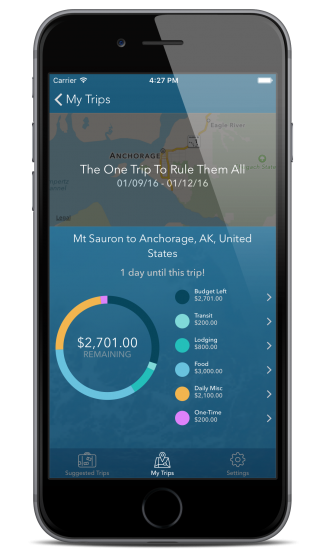 Carrier 4:27 PM
My Trips
Eagle River
ANCHORAGE
The One Trip To Rule Them All
01/09/16 - 01/12/16
Mt Sauron to Anchorage, AK, United
States
1 day until this trip!
Budget Left
$2,701.00
Transit
$200.00
Lodging
$800.00
$2,701.00
REMAINING
Food
$3,000.00
Daily Misc
$2,100.00
One-Time
$200.00
Suggested Trips
My Trips
Settings